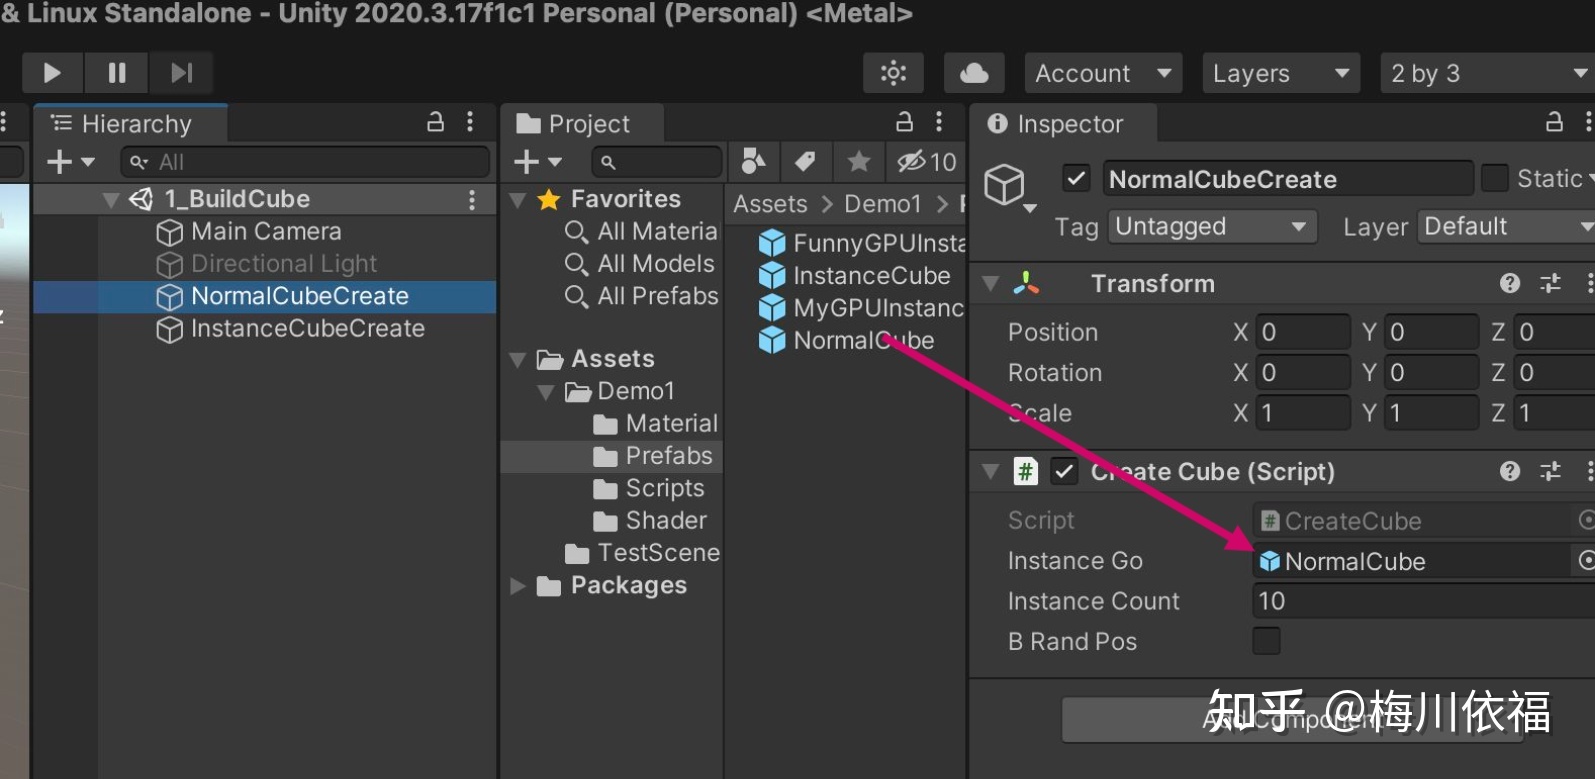 & Linux Standalone - Unity 2020.3.17f1c1 Personal (Personal) <Metal>
Account
Layers
2 by 3
Hierarchy
All
1_BuildCube
Main Camera
Directional Light
NormalCubeCreate
InstanceCubeCreate
Project
10
Favorites
All Materia
All Models
All Prefabs
Assets
Demo1
Material
Prefabs
Scripts
Shader
TestScene
Packages
Assets > Demo1 >
FunnyGPUInsta
InstanceCube
MyGPUInstanc
NormalCube
Inspector
NormalCubeCreate
Static
Tag Untagged Layer Default
Transform
Position X 0 Y 0 Z 0
Rotation X 0 Y 0 Z 0
Scale X 1 Y 1 Z 1
# Create Cube (Script)
Script # CreateCube
Instance Go NormalCube
Instance Count 10
B Rand Pos
Add Component
知乎 @梅川依福